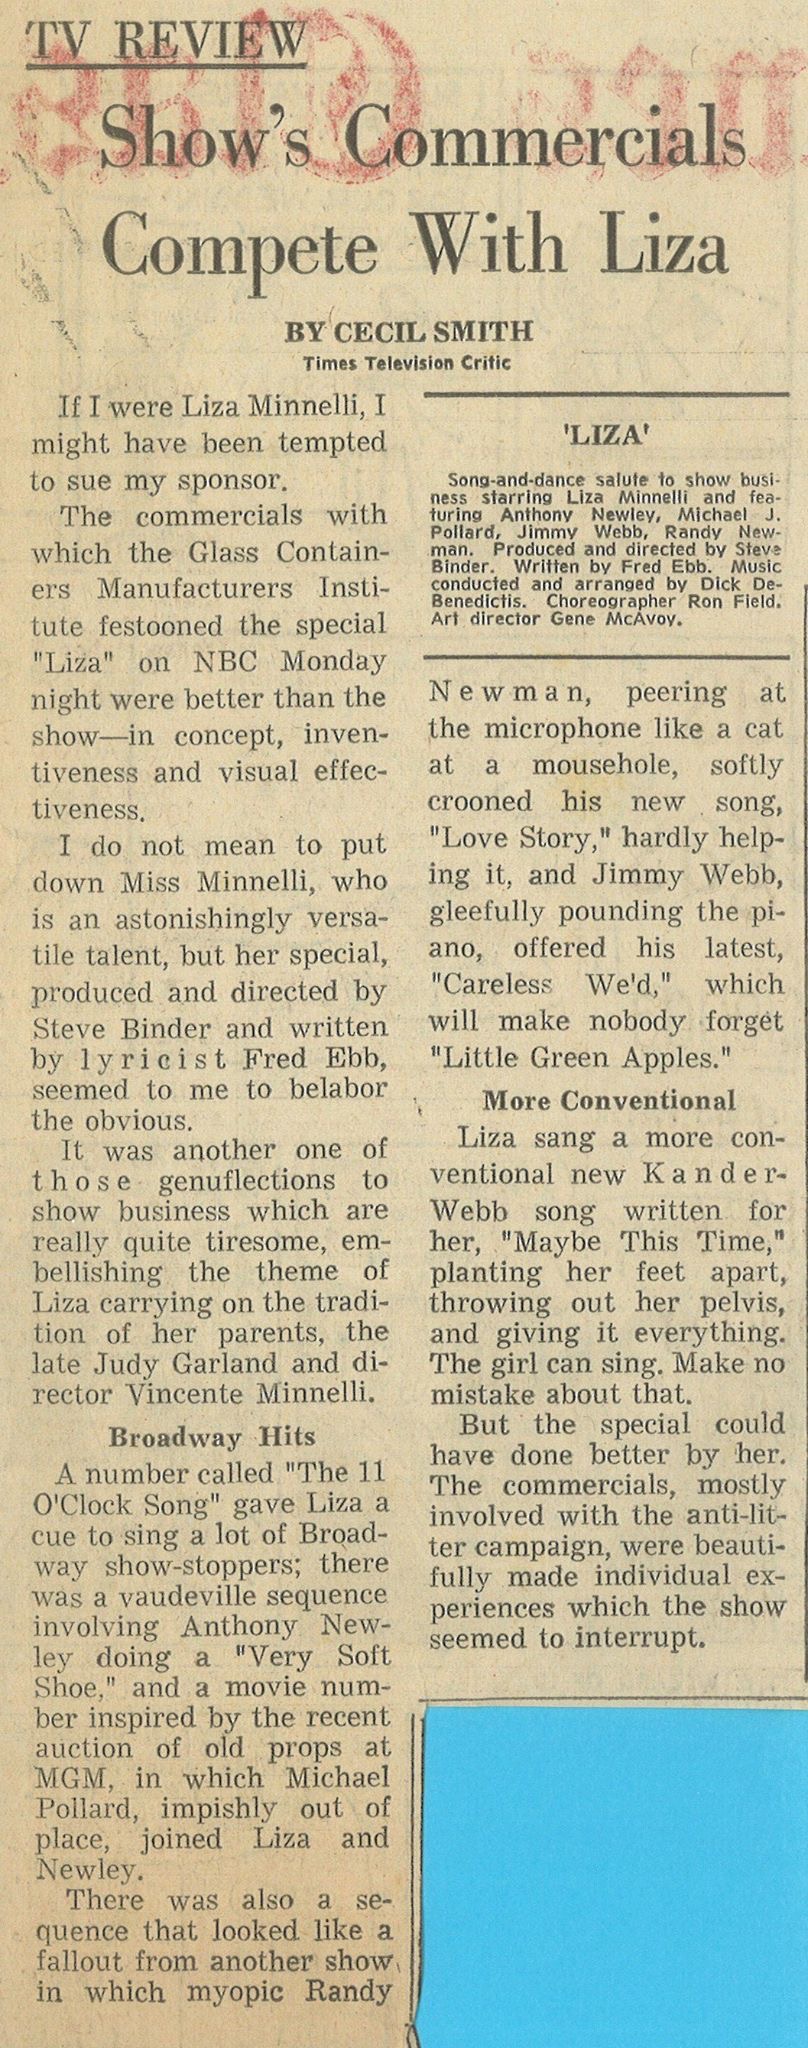 TV REVIEW
Show's Commercials
Compete With Liza
BY CECIL SMITH
Times Television Critic
If I were Liza Minnelli, I
might have been tempted
to sue my sponsor.
The commercials with
which the Glass Contain-
ers Manufacturers Insti-
tute festooned the special
"Liza" on NBC Monday
night were better than the
show—in concept, inven-
tiveness and visual effec-
tiveness.
I do not mean to put
down Miss Minnelli, who
is an astonishingly versa-
tile talent, but her special,
produced and directed by
Steve Binder and written
by lyricist Fred Ebb,
seemed to me to belabor
the obvious.
It was another one of
those genuflections to
show business which are
really quite tiresome, em-
bellishing the theme of
Liza carrying on the tradi-
tion of her parents, the
late Judy Garland and di-
rector Vincente Minnelli.
Broadway Hits
A number called "The 11
O'Clock Song" gave Liza a
cue to sing a lot of Broad-
way show-stoppers; there
was a vaudeville sequence
involving Anthony New-
ley doing a "Very Soft
Shoe," and a movie num-
ber inspired by the recent
auction of old props at
MGM, in which Michael
Pollard, impishly out of
place, joined Liza and
Newley.
There was also a se-
quence that looked like a
fallout from another show
in which myopic Randy
'LIZA'
Song-and-dance salute to show busi-
ness starring Liza Minnelli and fea-
turing Anthony Newley, Michael J.
Pollard, Jimmy Webb, Randy New-
man. Produced and directed by Steve
Binder. Written by Fred Ebb. Music
conducted and arranged by Dick De-
Benedictis. Choreographer Ron Field.
Art director Gene McAvoy.
Newman, peering at
the microphone like a cat
at a mousehole, softly
crooned his new song,
"Love Story," hardly help-
ing it, and Jimmy Webb,
gleefully pounding the pi-
ano, offered his latest,
"Careless We'd," which
will make nobody forget
"Little Green Apples."
More Conventional
Liza sang a more con-
ventional new Kander-
Webb song written for
her, "Maybe This Time,"
planting her feet apart,
throwing out her pelvis,
and giving it everything.
The girl can sing. Make no
mistake about that.
But the special could
have done better by her.
The commercials, mostly
involved with the anti-lit-
ter campaign, were beauti-
fully made individual ex-
periences which the show
seemed to interrupt.